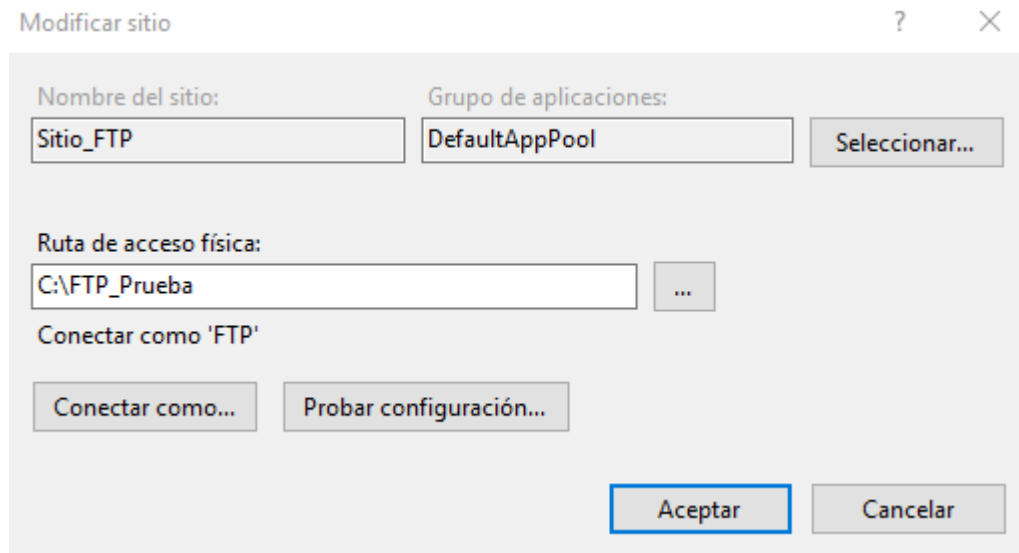 Modificar sitio
Nombre del sitio: Grupo de aplicaciones:
Sitio_FTP DefaultAppPool Seleccionar...
Ruta de acceso física:
C:\FTP_Prueba ...
Conectar como 'FTP'
Conectar como... Probar configuración...
Aceptar Cancelar